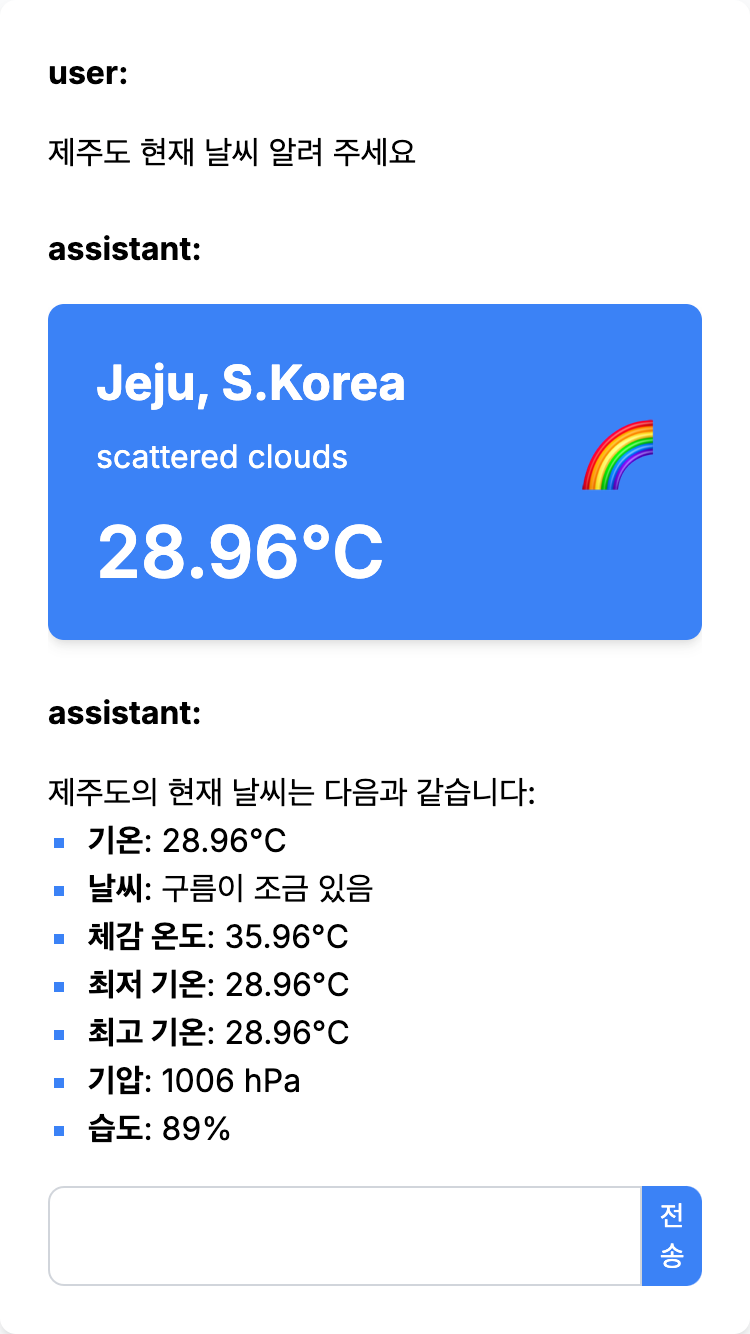 user:
제주도 현재 날씨 알려 주세요
assistant:
Jeju, S.Korea
scattered clouds
28.96°C
assistant:
제주도의 현재 날씨는 다음과 같습니다:
기온: 28.96°C
날씨: 구름이 조금 있음
체감 온도: 35.96°C
최저 기온: 28.96°C
최고 기온: 28.96°C
기압: 1006 hPa
습도: 89%
전
송